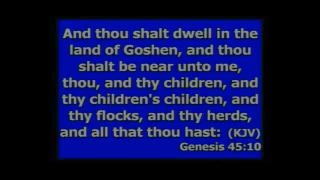 And thou shalt dwell in the
land of Goshen, and thou
shalt be near unto me,
thou, and thy children, and
thy children's children, and
thy flocks, and thy herds,
and all that thou hast: (KJV)
Genesis 45:10